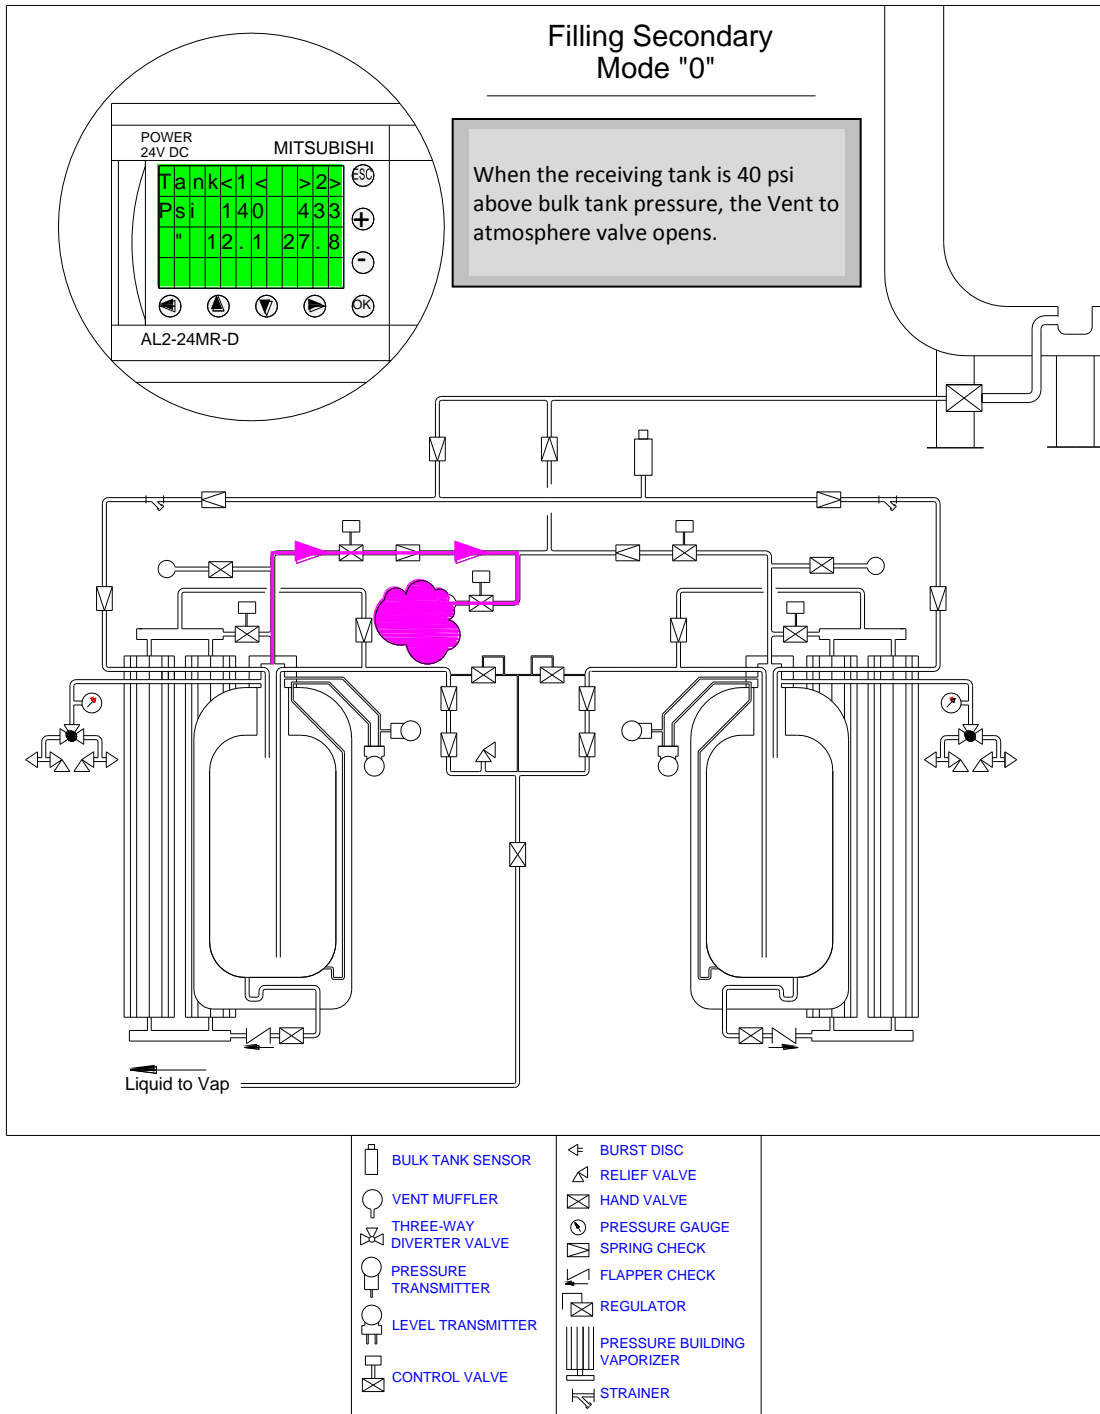 Filling Secondary
Mode "0"
When the receiving tank is 40 psi
above bulk tank pressure, the Vent to
atmosphere valve opens.
POWER
24V DC
MITSUBISHI
Tank<1< >2>
Psi 140 433
" 12.1 27.8
ESC
+
-
OK
AL2-24MR-D
Liquid to Vap
BULK TANK SENSOR
VENT MUFFLER
THREE-WAY
DIVERTER VALVE
PRESSURE
TRANSMITTER
LEVEL TRANSMITTER
CONTROL VALVE
BURST DISC
RELIEF VALVE
HAND VALVE
PRESSURE GAUGE
SPRING CHECK
FLAPPER CHECK
REGULATOR
PRESSURE BUILDING
VAPORIZER
STRAINER